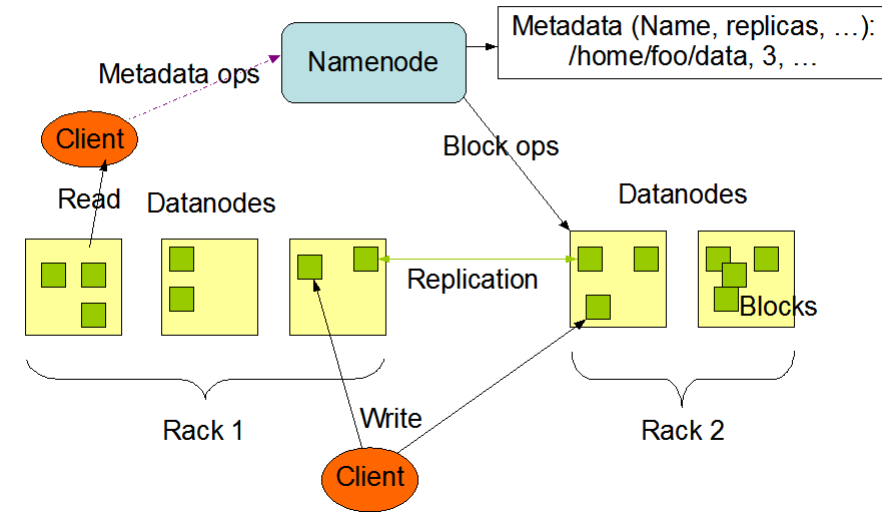 Metadata (Name, replicas, …):
/home/foo/data, 3, …
Namenode
Metadata ops
Client
Block ops
Read
Datanodes
Datanodes
Replication
Blocks
Write
Rack 1
Rack 2
Client